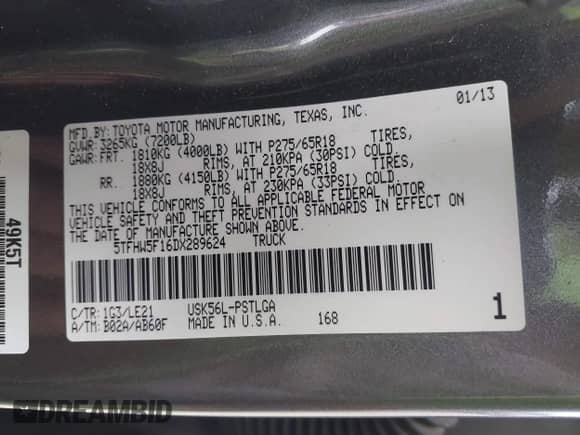 MFD.BY:TOYOTA MOTOR MANUFACTURING, TEXAS, INC. 01/13
GVWR:3265KG (7200LB)
GAWR:FRT. 1810KG (4000LB) WITH P275/65R18 TIRES,
18X8J RIMS, AT 210KPA (30PSI) COLD.
RR. 1880KG (4150LB) WITH P275/65R18 TIRES,
18X8J RIMS, AT 230KPA (33PSI) COLD.
THIS VEHICLE CONFORMS TO ALL APPLICABLE FEDERAL MOTOR
VEHICLE SAFETY AND THEFT PREVENTION STANDARDS IN EFFECT ON
THE DATE OF MANUFACTURE SHOWN ABOVE.
5TFHW5F16DX289624 TRUCK
C/TR:1G3/LE21 USK56L-PSTLGA
A/TM:B02A/AB60F MADE IN U.S.A. 168
1
49K5T
DREAMBID